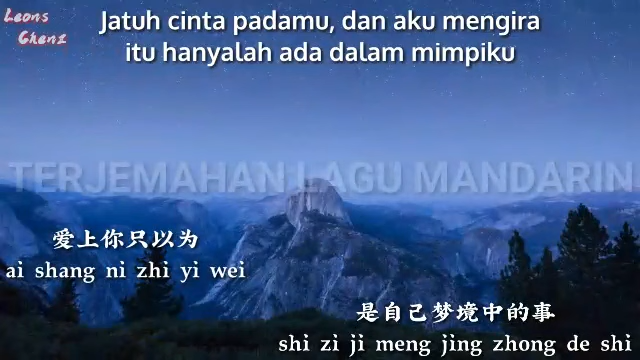 Leons
Chenz
Jatuh cinta padamu, dan aku mengira
itu hanyalah ada dalam mimpiku
TERJEMAHAN LAGU MANDARIN
爱上你只以为
ai shang ni zhi yi wei
是自己梦境中的事
shi zi ji meng jing zhong de shi